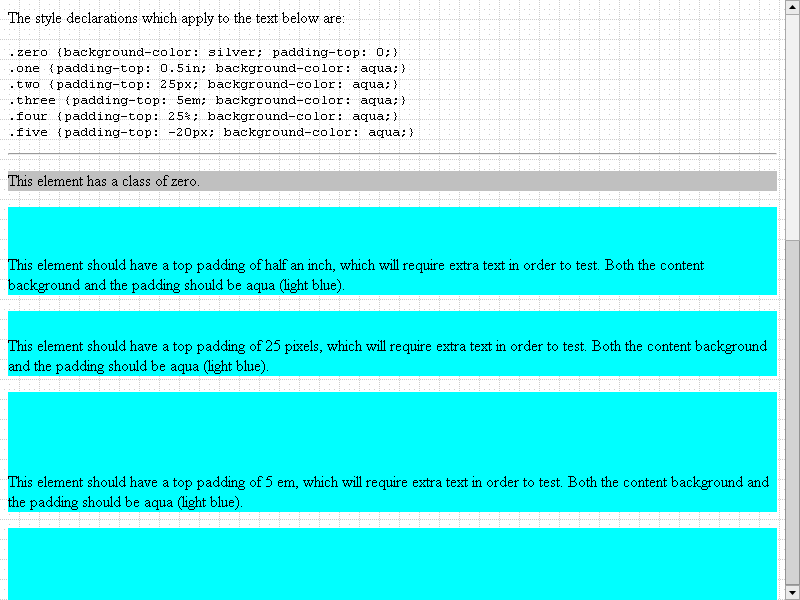 The style declarations which apply to the text below are:
.zero {background-color: silver; padding-top: 0;}
.one {padding-top: 0.5in; background-color: aqua;}
.two {padding-top: 25px; background-color: aqua;}
.three {padding-top: 5em; background-color: aqua;}
.four {padding-top: 25%; background-color: aqua;}
.five {padding-top: -20px; background-color: aqua;}
This element has a class of zero.
This element should have a top padding of half an inch, which will require extra text in order to test. Both the content
background and the padding should be aqua (light blue).
This element should have a top padding of 25 pixels, which will require extra text in order to test. Both the content background
and the padding should be aqua (light blue).
This element should have a top padding of 5 em, which will require extra text in order to test. Both the content background and
the padding should be aqua (light blue).